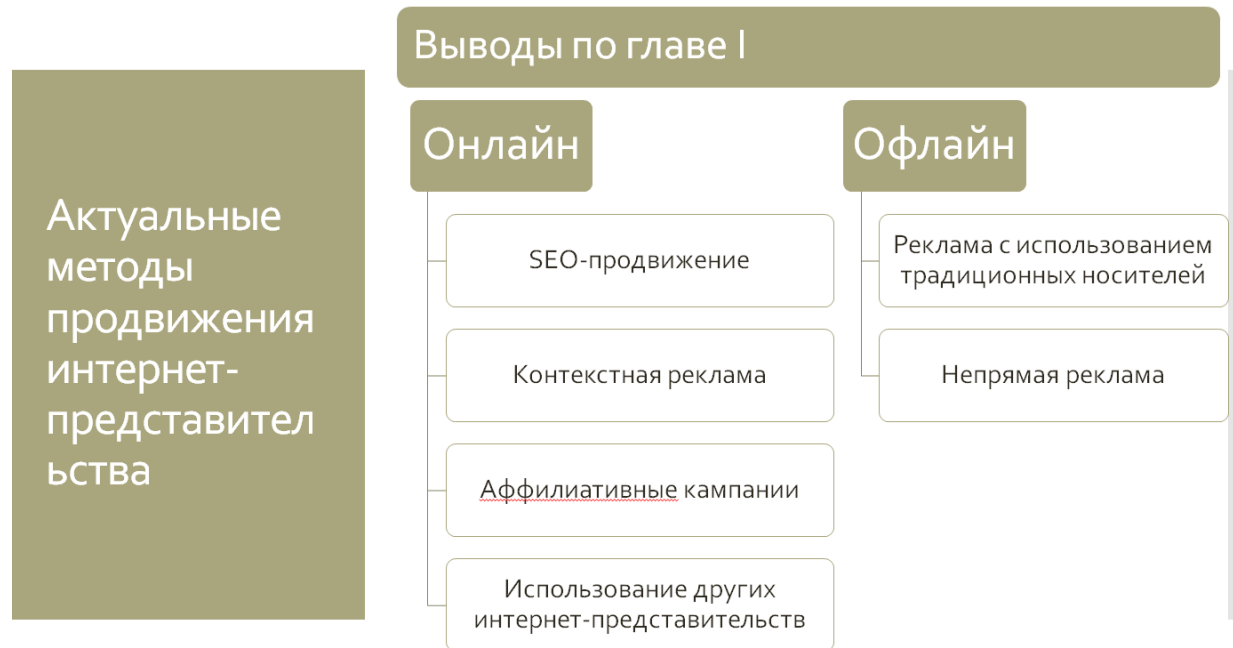 Выводы по главе I
Актуальные
методы
продвижения
интернет-
представител
ьства
Онлайн
SEO-продвижение
Контекстная реклама
Аффилиативные кампании
Использование других
интернет-представительств
Офлайн
Реклама с использованием
традиционных носителей
Непрямая реклама